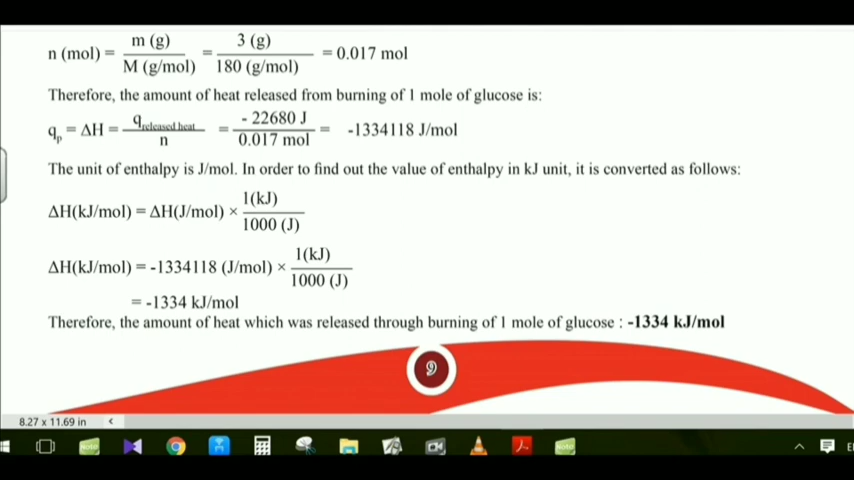 n (mol) = m (g) / M (g/mol) = 3 (g) / 180 (g/mol) = 0.017 mol
Therefore, the amount of heat released from burning of 1 mole of glucose is:
qp = ΔH = qreleased heat / n = - 22680 J / 0.017 mol = -1334118 J/mol
The unit of enthalpy is J/mol. In order to find out the value of enthalpy in kJ unit, it is converted as follows:
ΔH(kJ/mol) = ΔH(J/mol) × 1(kJ) / 1000 (J)
ΔH(kJ/mol) = -1334118 (J/mol) × 1(kJ) / 1000 (J)
= -1334 kJ/mol
Therefore, the amount of heat which was released through burning of 1 mole of glucose : -1334 kJ/mol
9
8.27 x 11.69 in